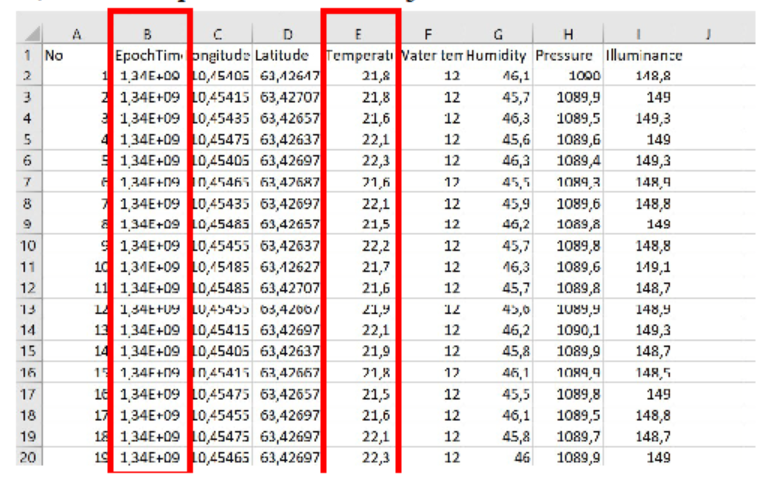 A B C D E F G H I J
1 No EpochTim ongitude Latitude Temperat Water tem Humidity Pressure Illuminance
2 1 1,34E+09 10,45405 63,42647 21,8 12 46,1 1090 148,8
3 2 1,34E+09 10,45415 63,42707 21,8 12 45,7 1089,9 149
4 3 1,34E+09 10,45435 63,42657 21,6 12 46,3 1089,5 149,3
5 4 1,34E+09 10,45475 63,42637 22,1 12 45,6 1089,6 149
6 5 1,34E+09 10,45405 63,42697 22,3 12 46,3 1089,4 149,3
7 6 1,34E+09 10,45465 63,42687 21,6 12 45,5 1089,3 148,9
8 7 1,34E+09 10,45435 63,42697 22,1 12 45,9 1089,6 148,8
9 8 1,34E+09 10,45485 63,42657 21,5 12 46,2 1089,8 149
10 9 1,34E+09 10,45455 63,42637 22,2 12 45,7 1089,8 148,8
11 10 1,34E+09 10,45485 63,42627 21,7 12 46,3 1089,6 149,1
12 11 1,34E+09 10,45485 63,42707 21,6 12 45,7 1089,8 148,7
13 12 1,34E+09 10,45455 63,42667 21,9 12 45,6 1089,9 148,9
14 13 1,34E+09 10,45415 63,42697 22,1 12 46,2 1090,1 149,3
15 14 1,34E+09 10,45405 63,42637 21,9 12 45,8 1089,9 148,7
16 15 1,34E+09 10,45415 63,42667 21,8 12 46,1 1089,9 148,5
17 16 1,34E+09 10,45475 63,42657 21,5 12 45,5 1089,8 149
18 17 1,34E+09 10,45455 63,42697 21,6 12 46,1 1089,5 148,8
19 18 1,34E+09 10,45475 63,42697 22,1 12 45,8 1089,7 148,7
20 19 1,34E+09 10,45465 63,42697 22,3 12 46 1089,9 149